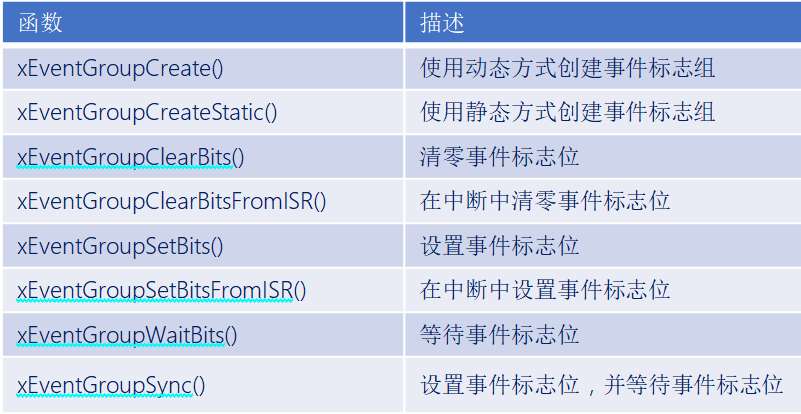 函数 描述
xEventGroupCreate() 使用动态方式创建事件标志组
xEventGroupCreateStatic() 使用静态方式创建事件标志组
xEventGroupClearBits() 清零事件标志位
xEventGroupClearBitsFromISR() 在中断中清零事件标志位
xEventGroupSetBits() 设置事件标志位
xEventGroupSetBitsFromISR() 在中断中设置事件标志位
xEventGroupWaitBits() 等待事件标志位
xEventGroupSync() 设置事件标志位，并等待事件标志位